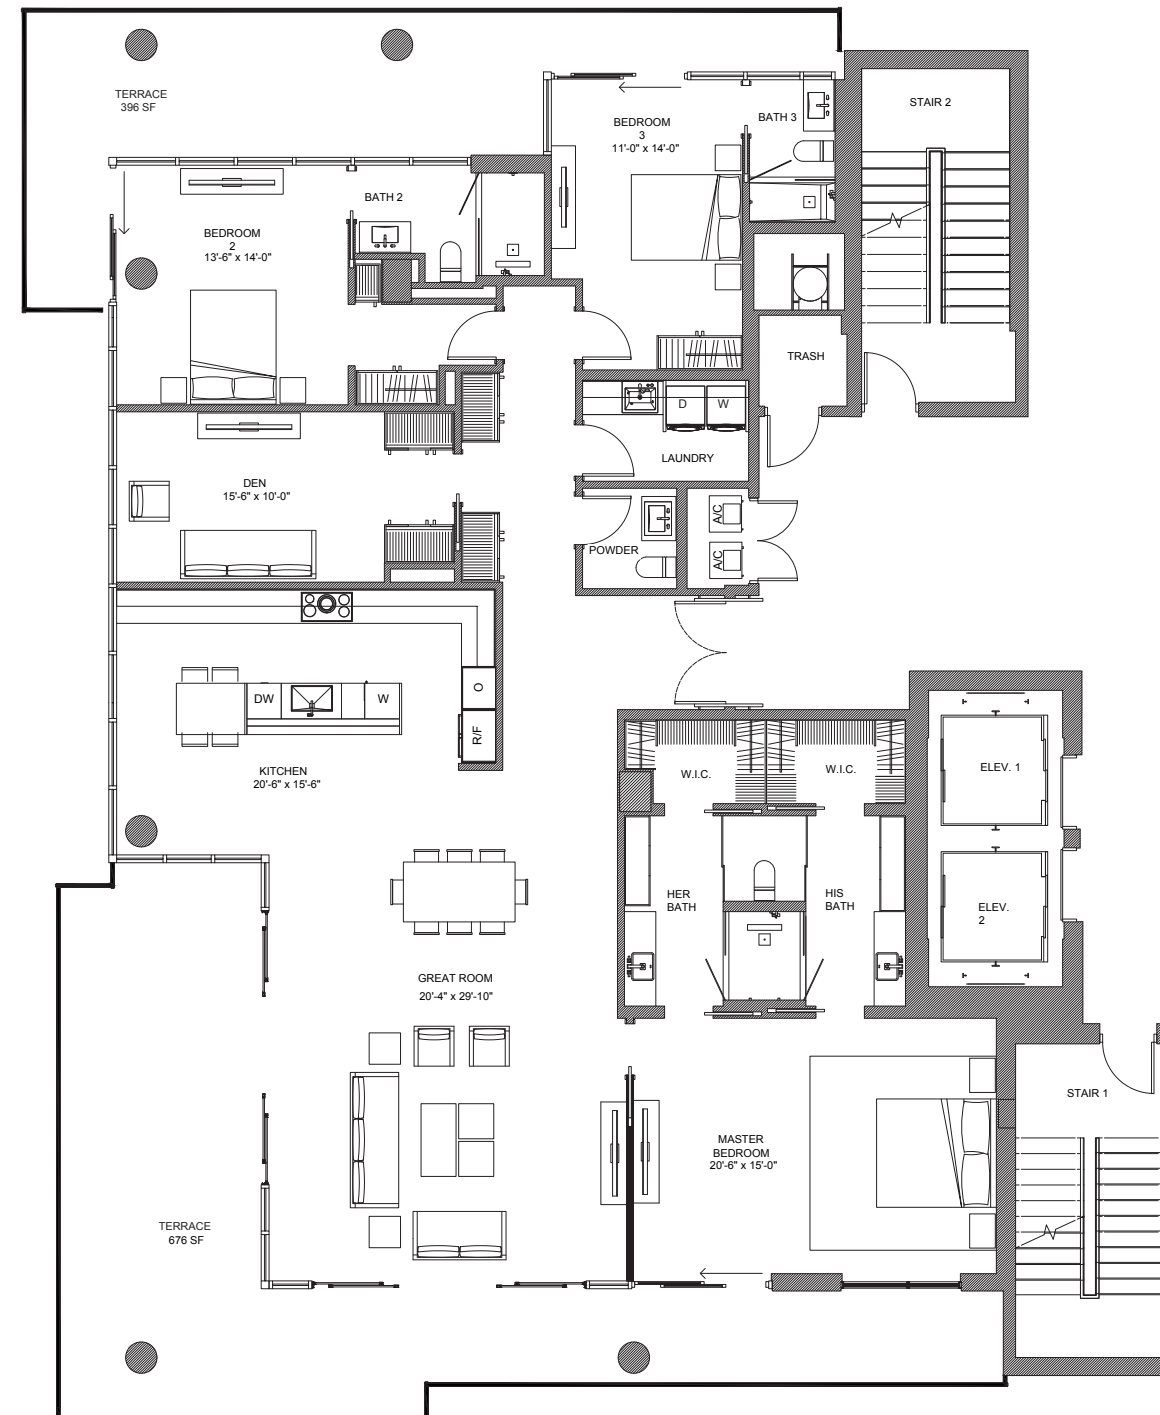 TERRACE
396 SF
STAIR 2
BEDROOM
3
11'-0" x 14'-0"
BATH 3
BATH 2
BEDROOM
2
13'-6" x 14'-0"
TRASH
D
W
LAUNDRY
DEN
15'-6" x 10'-0"
A/C
A/C
POWDER
DW
W
O
R/F
KITCHEN
20'-6" x 15'-6"
W.I.C.
W.I.C.
ELEV. 1
HER
BATH
HIS
BATH
ELEV.
2
GREAT ROOM
20'-4" x 29'-10"
STAIR 1
MASTER
BEDROOM
20'-6" x 15'-0"
TERRACE
676 SF